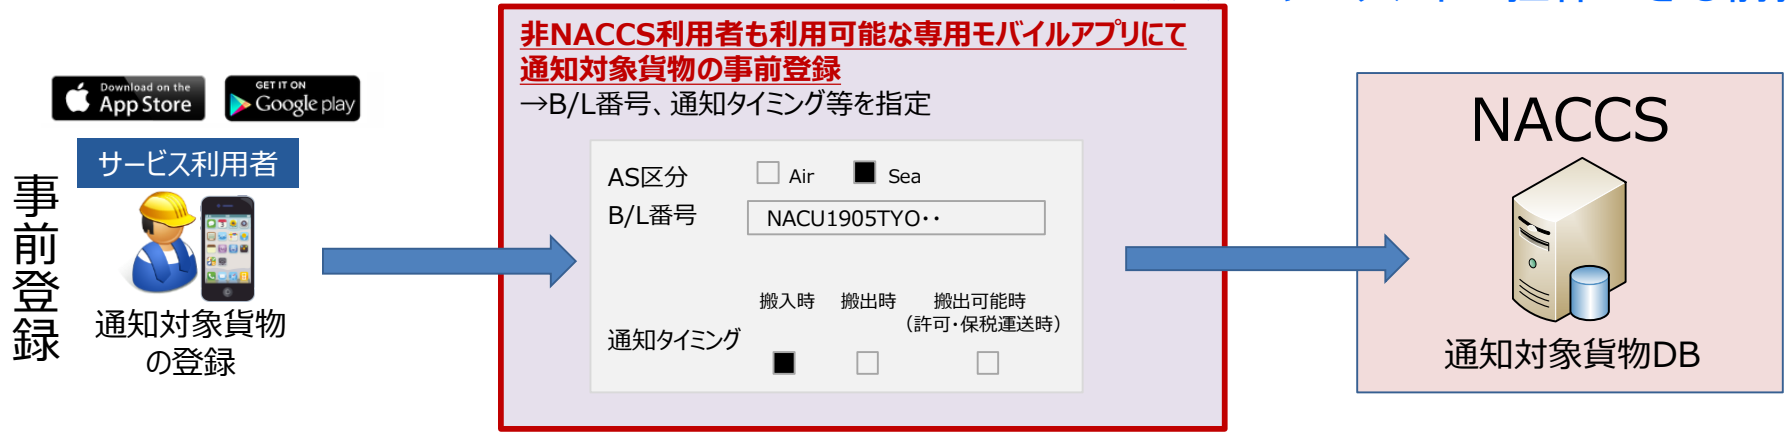 非NACCS利用者も利用可能な専用モバイルアプリにて
通知対象貨物の事前登録
→B/L番号、通知タイミング等を指定
Download on the
App Store
GET IT ON
Google play
サービス利用者
事前登録
通知対象貨物
の登録
AS区分 Air Sea
B/L番号 NACU1905TYO‥
搬入時 搬出時 搬出可能時
(許可・保税運送時)
通知タイミング
NACCS
通知対象貨物DB